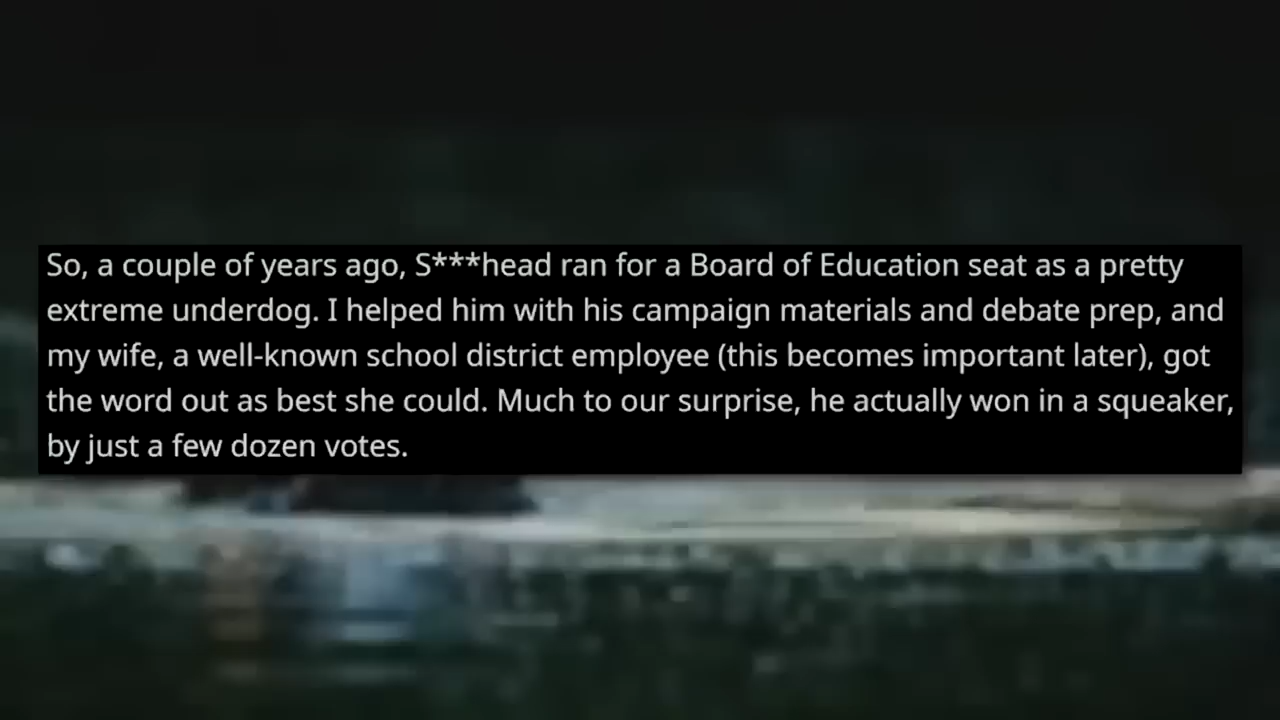 So, a couple of years ago, S***head ran for a Board of Education seat as a pretty
extreme underdog. I helped him with his campaign materials and debate prep, and
my wife, a well-known school district employee (this becomes important later), got
the word out as best she could. Much to our surprise, he actually won in a squeaker,
by just a few dozen votes.